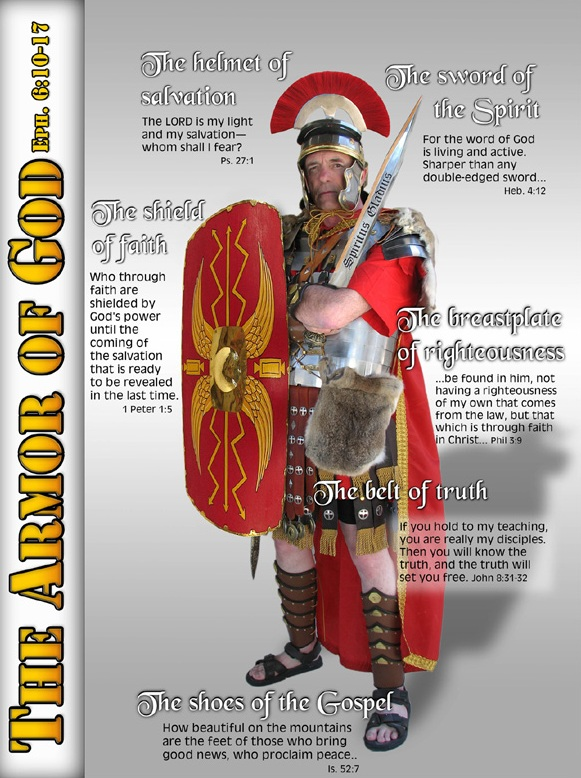 The Armor of God Eph. 6:10-17
The helmet of
salvation
The LORD is my light
and my salvation—
whom shall I fear?
Ps. 27:1
The sword of
the Spirit
For the word of God
is living and active.
Sharper than any
double-edged sword...
Heb. 4:12
Spiritus Gladius
The shield
of faith
Who through
faith are
shielded by
God's power
until the
coming of
the salvation
that is ready
to be revealed
in the last time.
1 Peter 1:5
The breastplate
of righteousness
...be found in him, not
having a righteousness
of my own that comes
from the law, but that
which is through faith
in Christ... Phil 3:9
The belt of truth
If you hold to my teaching,
you are really my disciples.
Then you will know the
truth, and the truth will
set you free. John 8:31-32
The shoes of the Gospel
How beautiful on the mountains
are the feet of those who bring
good news, who proclaim peace..
Is. 52:7